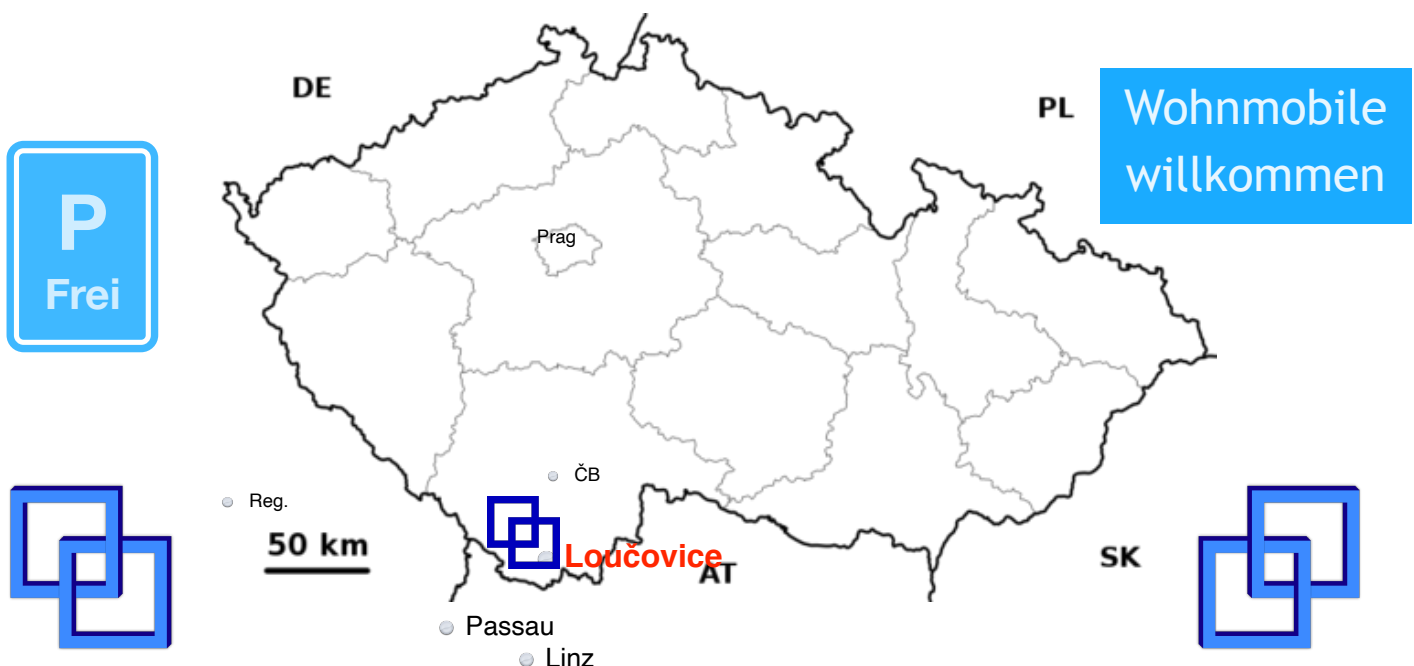 DE
PL
Wohnmobile
willkommen
P
Frei
Prag
ČB
Reg.
50 km
Loučovice
AT
SK
Passau
Linz